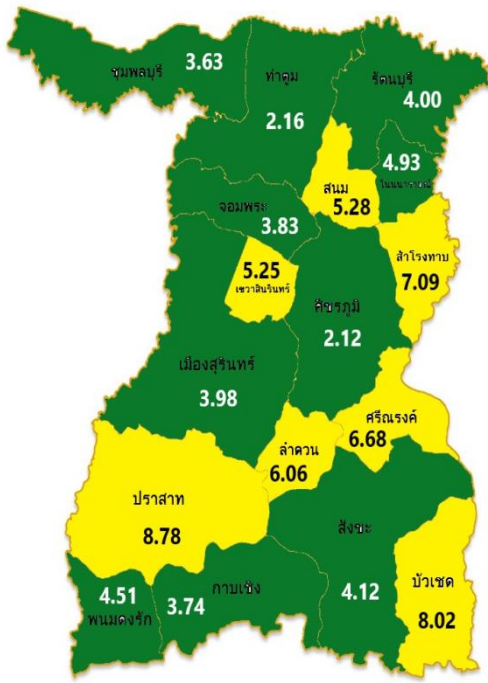 ชุมพลบุรี
3.63
ท่าตูม
2.16
รัตนบุรี
4.00
4.93
โนนนารายณ์
สนม
5.28
จอมพระ
3.83
สำโรงทาบ
7.09
5.25
เขวาสินรินทร์
ศีขรภูมิ
2.12
เมืองสุรินทร์
3.98
ศรีณรงค์
6.68
ลำดวน
6.06
ปราสาท
8.78
สังขะ
4.12
บัวเชด
8.02
กาบเชิง
3.74
4.51
พนมดงรัก